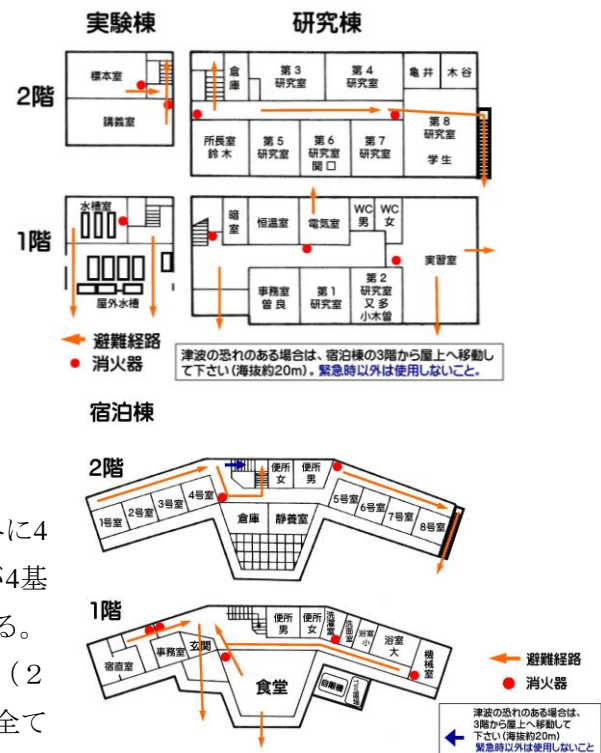 実験棟
研究棟
2階
標本室
講義室
倉庫
第3
研究室
第4
研究室
亀井
木谷
所長室
鈴木
第5
研究室
第6
研究室
関口
第7
研究室
第8
研究室
学生
1階
水槽室
屋外水槽
暗室
恒温室
電気室
WC
男
WC
女
実習室
事務室
曽良
第1
研究室
第2
研究室
又多
小木曽
避難経路
消火器
津波の恐れのある場合は、宿泊棟の3階から屋上へ移動し
て下さい(海抜約20m)。緊急時以外は使用しないこと。
宿泊棟
2階
1号室
2号室
3号室
4号室
便所
女
便所
男
5号室
6号室
7号室
8号室
倉庫
静養室
に4
4基
る。
(2
全て
1階
宿直室
事務室
玄関
便所
男
便所
女
洗濯室
洗面室
浴室
小
浴室
大
機械室
食堂
自販機
避難経路
消火器
津波の恐れのある場合は、
3階から屋上へ移動して
下さい(海抜約20m)
緊急時以外は使用しないこと